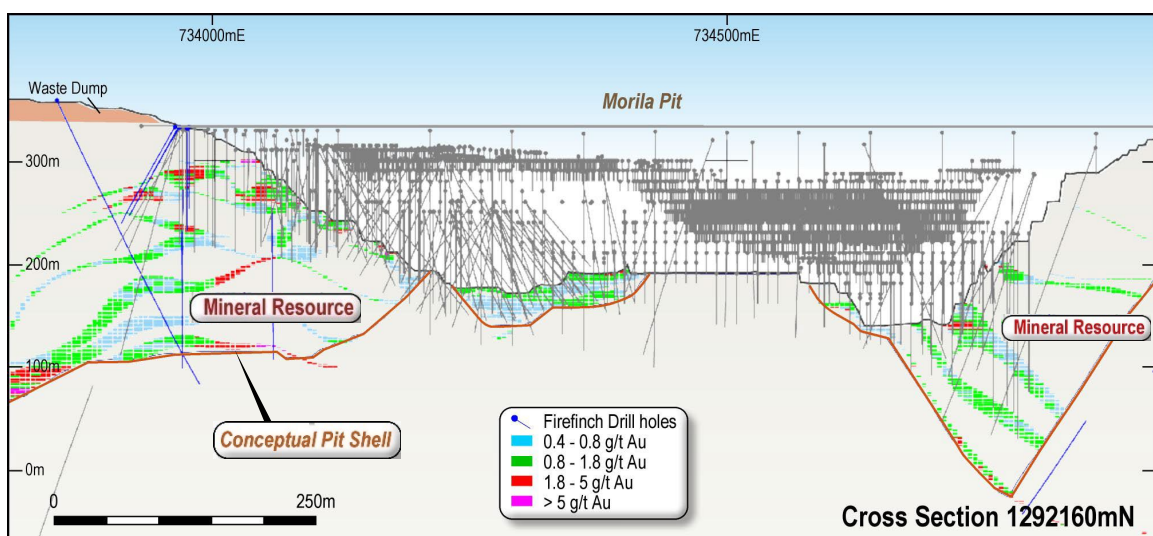 734000mE
734500mE
Waste Dump
Morila Pit
300m
200m
Mineral Resource
Mineral Resource
100m
Conceptual Pit Shell
Firefinch Drill holes
0.4 - 0.8 g/t Au
0.8 - 1.8 g/t Au
1.8 - 5 g/t Au
> 5 g/t Au
0m
0
250m
Cross Section 1292160mN